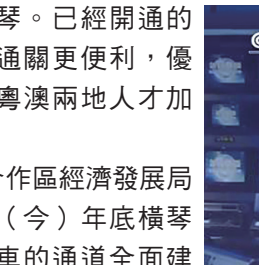 琴。已經開通的
通關更便利，優
粵澳兩地人才加
合作區經濟發展局
（今）年底橫琴
車的通道全面建